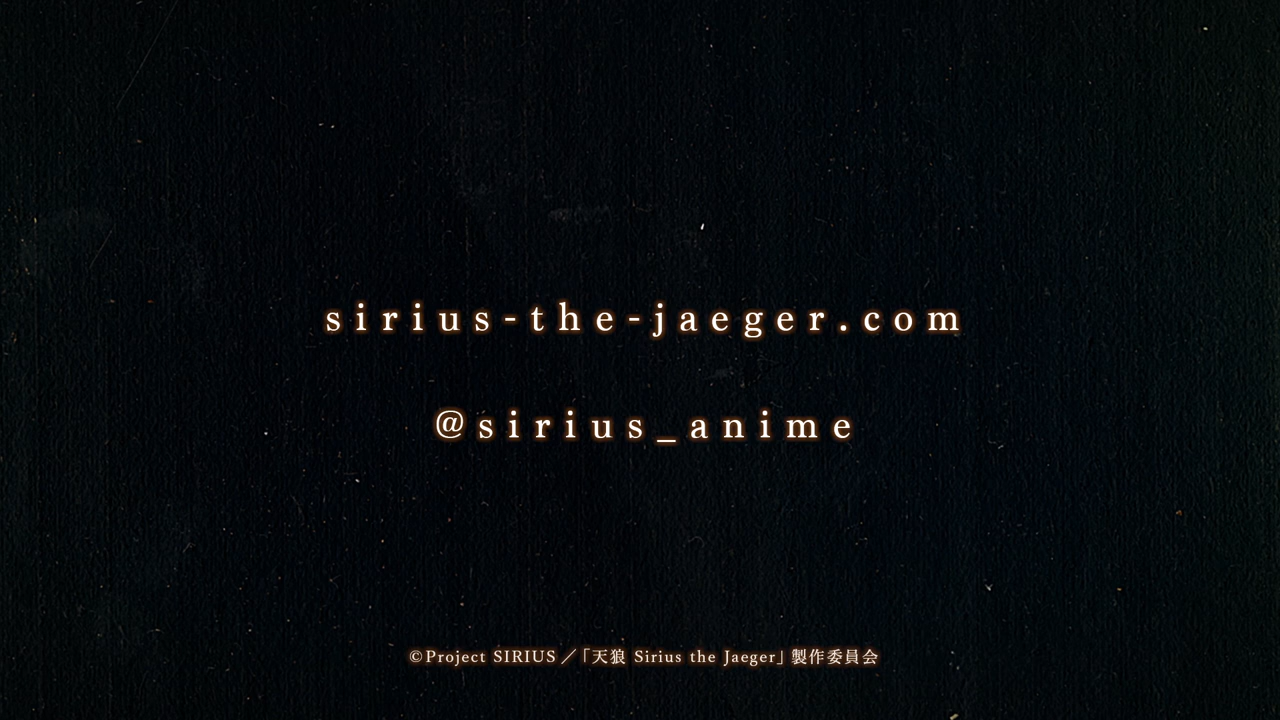 sirius-the-jaeger.com
@sirius_anime
©Project SIRIUS／「天狼 Sirius the Jaeger」製作委員会